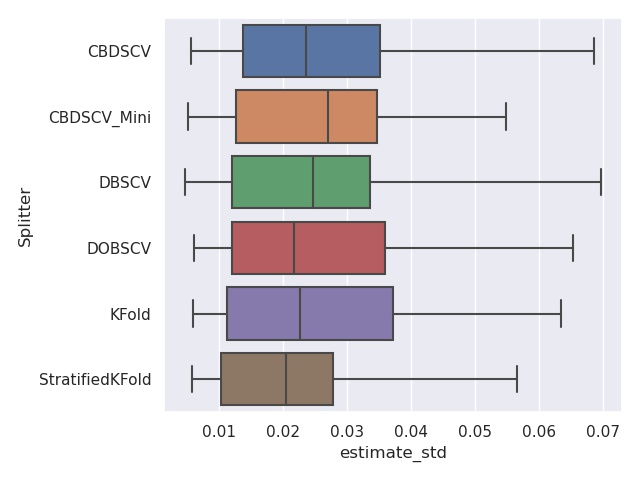 CBDSCV
CBDSCV_Mini
DBSCV
DOBSCV
KFold
StratifiedKFold
Splitter
0.01 0.02 0.03 0.04 0.05 0.06 0.07
estimate_std